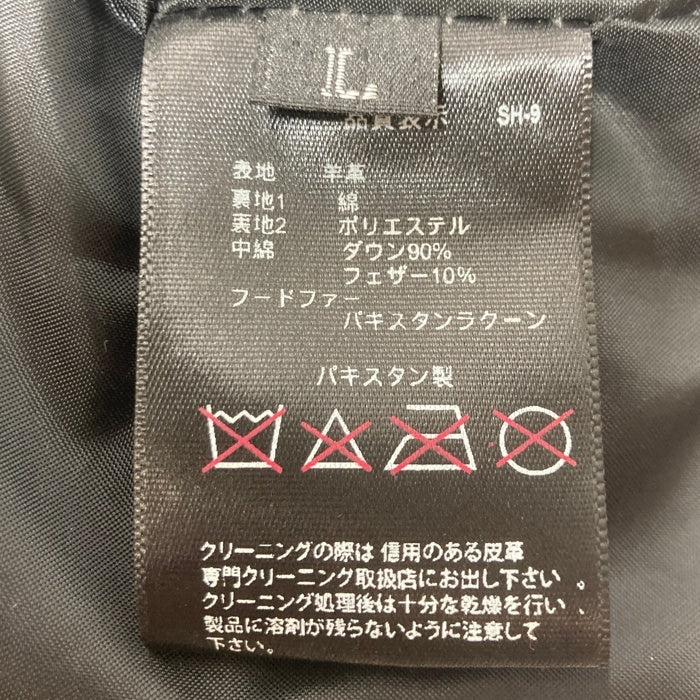 L
品質表示 SH-9
表地 羊革
裏地1 綿
裏地2 ポリエステル
中綿 ダウン90%
フェザー10%
フードファー
パキスタンラクーン
パキスタン製
クリーニングの際は 信用のある皮革
専門クリーニング取扱店にお出し下さい 。
クリーニング処理後は十分な乾燥を行い、
製品に溶剤が残らないように注意して
下さい。